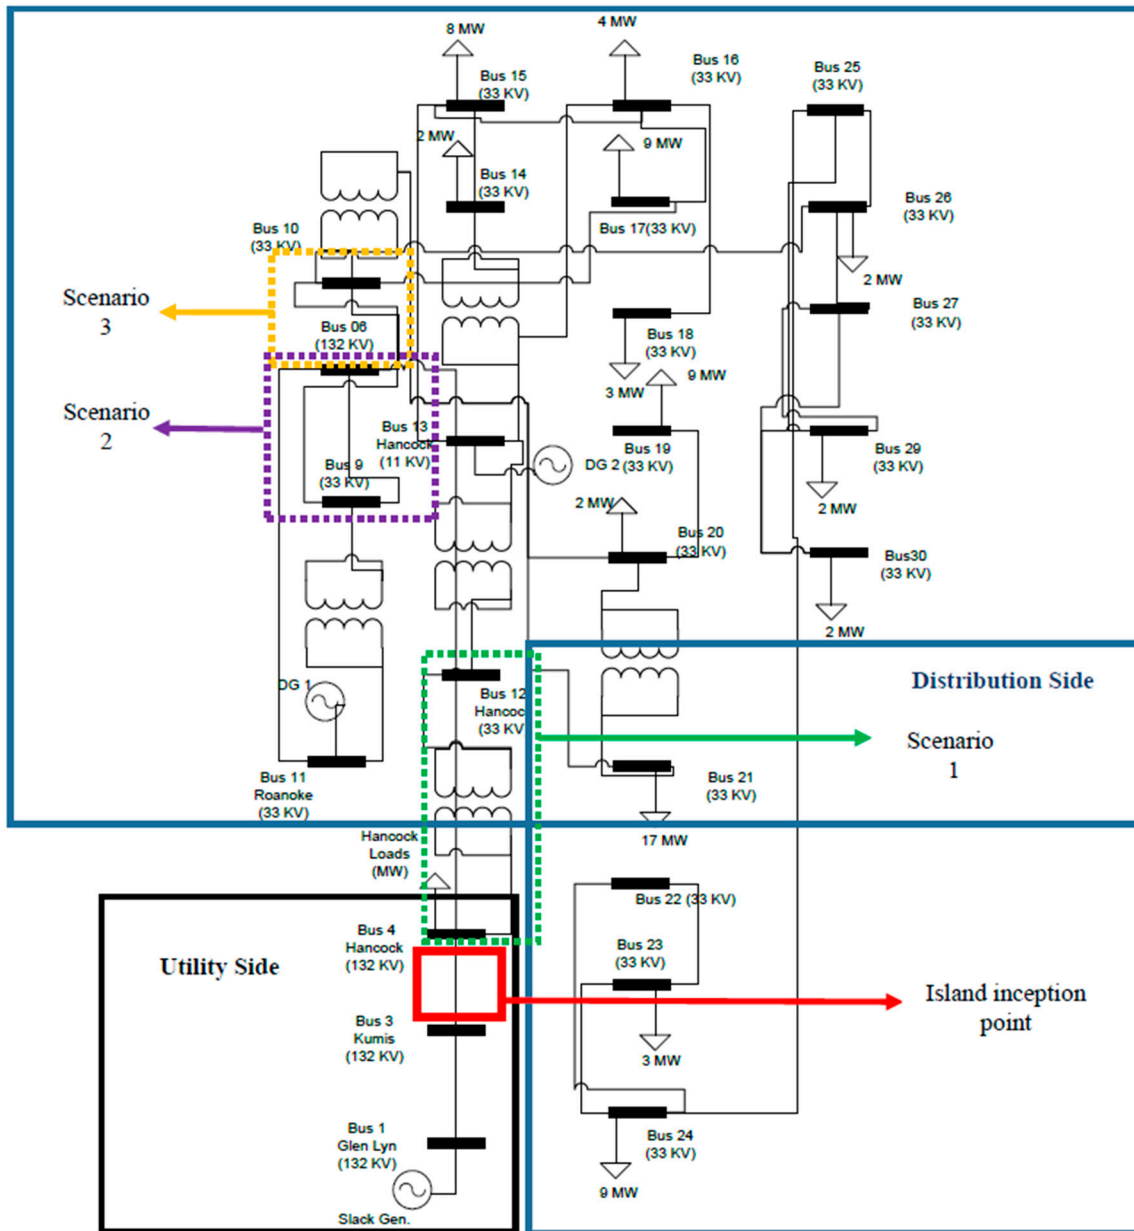 8 MW
4 MW
Bus 15
(33 KV)
Bus 16
(33 KV)
Bus 25
(33 KV)
2 MW
9 MW
Bus 14
(33 KV)
Bus 10
(33 KV)
Bus 17(33 KV)
Bus 26
(33 KV)
2 MW
Scenario
3
Bus 27
(33 KV)
Bus 06
(132 KV)
Bus 18
(33 KV)
3 MW
9 MW
Scenario
2
Bus 13
Hancock
(11 KV)
Bus 9
(33 KV)
DG 2
Bus 19
(33 KV)
Bus 29
(33 KV)
2 MW
2 MW
Bus 20
(33 KV)
Bus30
(33 KV)
2 MW
DG 1
Bus 12
Hancoc
(33 KV
Distribution Side
Scenario
1
Bus 11
Roanoke
(33 KV)
Bus 21
(33 KV)
17 MW
Hancock
Loads
(MW)
Bus 22 (33 KV)
Bus 4
Hancock
(132 KV)
Utility Side
Bus 23
(33 KV)
Island inception
point
Bus 3
Kumis
(132 KV)
3 MW
Bus 1
Glen Lyn
(132 KV)
Bus 24
(33 KV)
9 MW
Slack Gen.